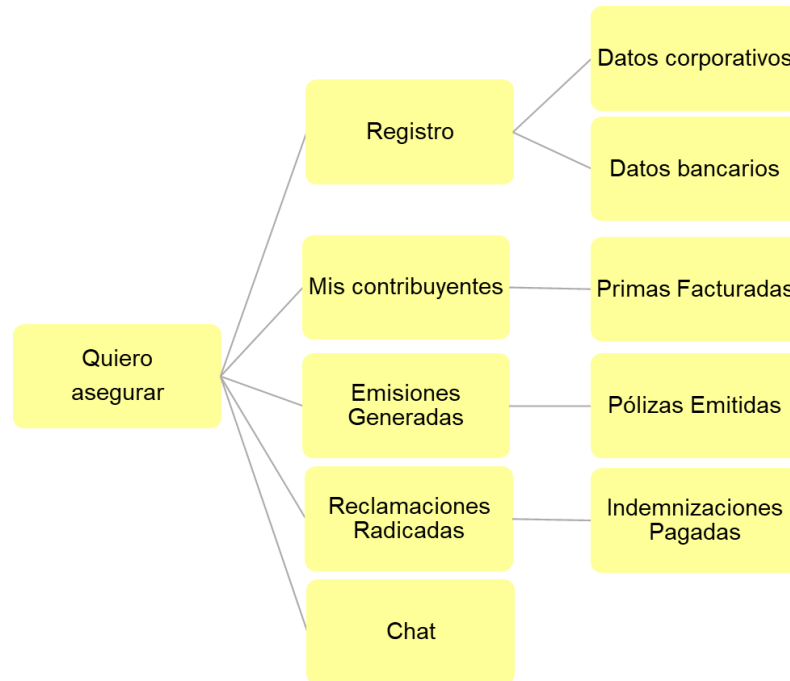 Datos corporativos
Registro
Datos bancarios
Mis contribuyentes
Primas Facturadas
Quiero
asegurar
Emisiones
Generadas
Pólizas Emitidas
Reclamaciones
Radicadas
Indemnizaciones
Pagadas
Chat